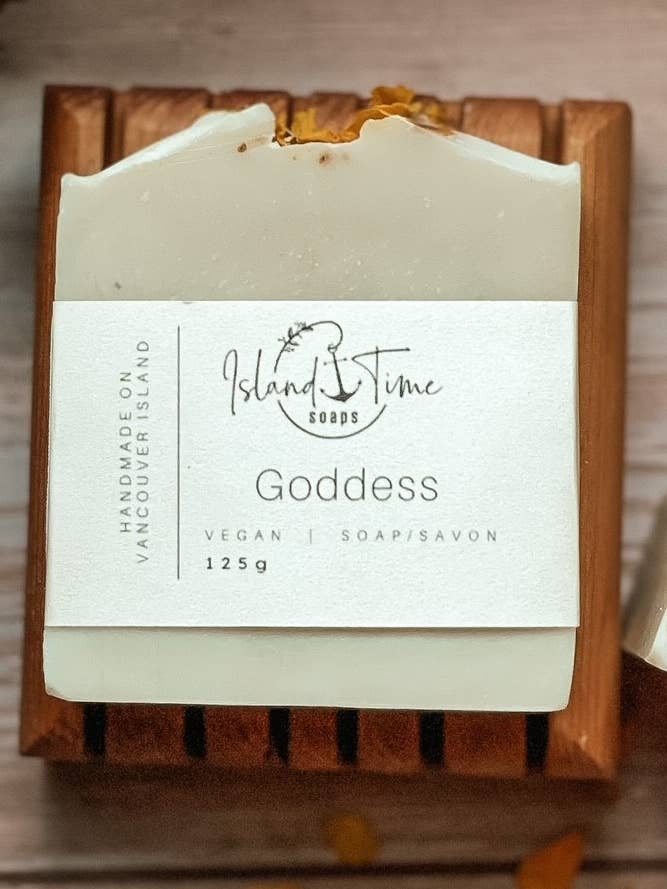 HANDMADE ON
VANCOUVER ISLAND
Island Time
soaps
Goddess
VEGAN | SOAP/SAVON
125g